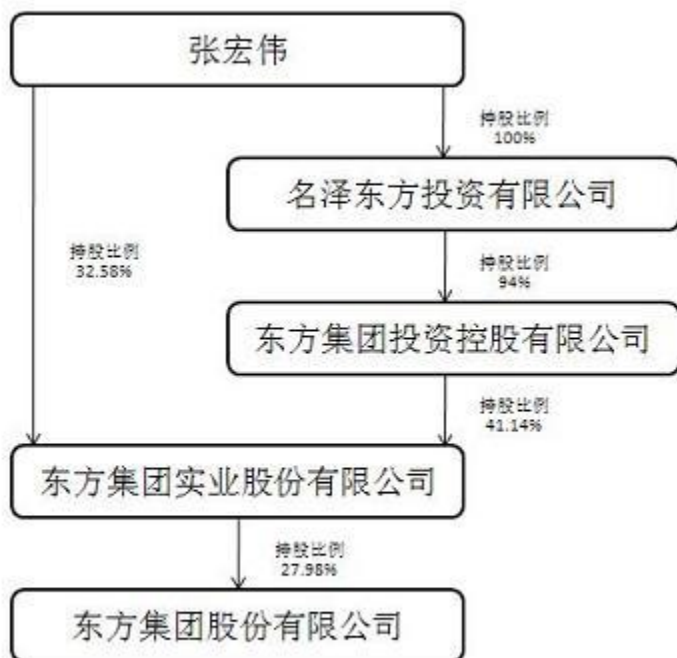 张宏伟
持股比例
100%
名泽东方投资有限公司
持股比例
32.58%
持股比例
94%
东方集团投资控股有限公司
持股比例
41.14%
东方集团实业股份有限公司
持股比例
27.98%
东方集团股份有限公司